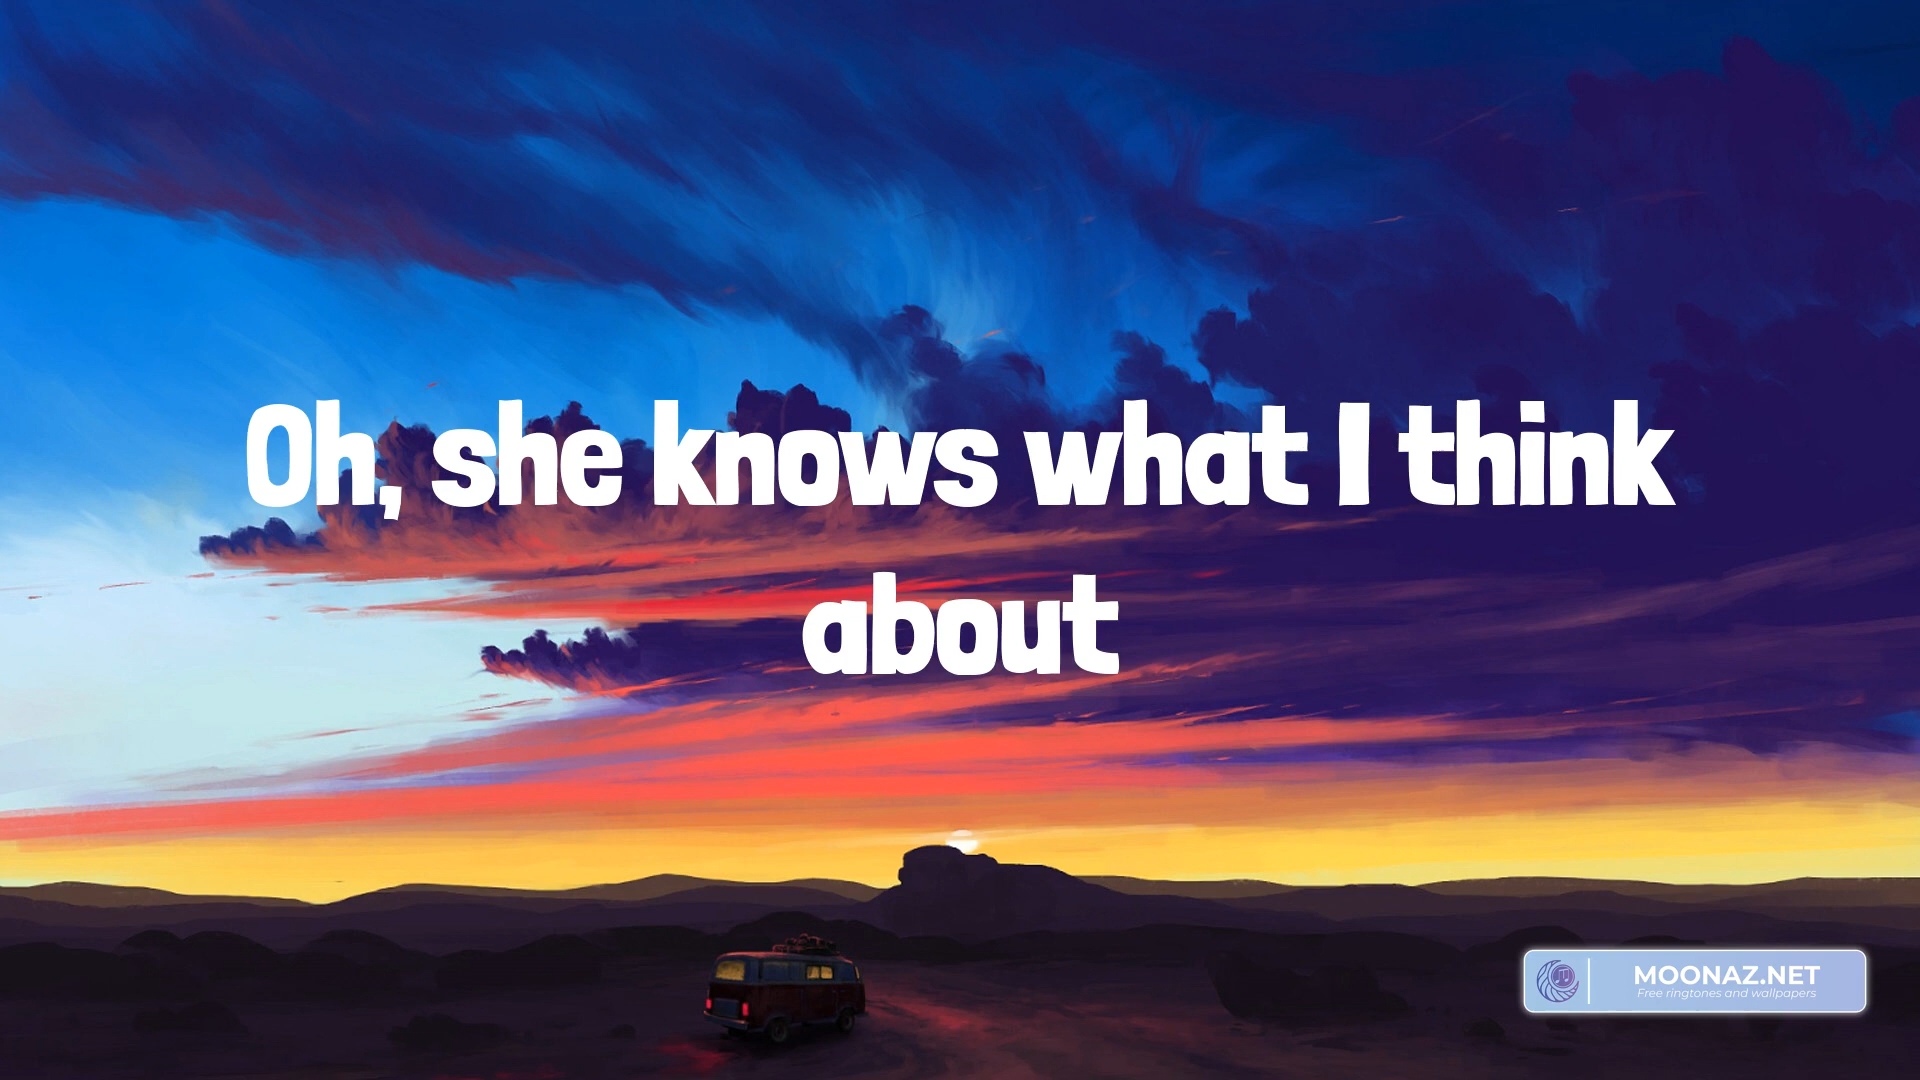 Oh, she knows what I think
about
MOONAZ.NET
Free ringtones and wallpapers